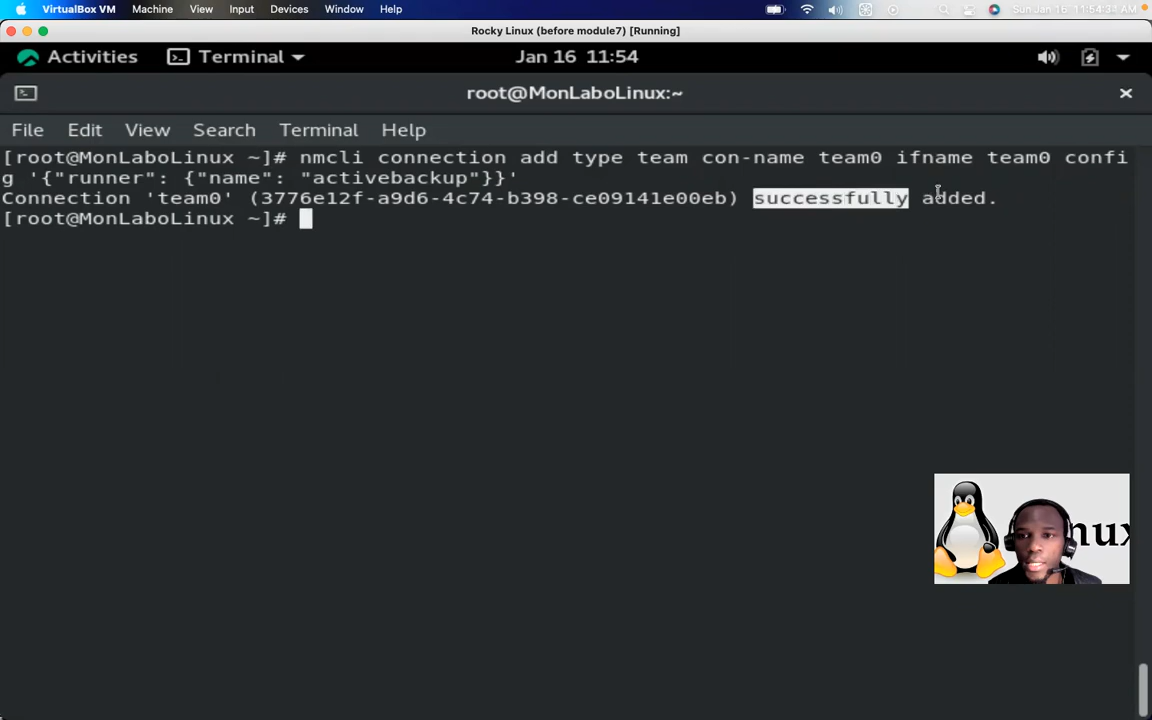 VirtualBox VM Machine View Input Devices Window Help Sun Jan 16 11:54:34 AM
Rocky Linux (before module7) [Running]
Activities Terminal Jan 16 11:54
root@MonLaboLinux:~
File Edit View Search Terminal Help
[root@MonLaboLinux ~]# nmcli connection add type team con-name team0 ifname team0 confi
g '{"runner": {"name": "activebackup"}}'
Connection 'team0' (3776e12f-a9d6-4c74-b398-ce09141e00eb) successfully added.
[root@MonLaboLinux ~]#
nux